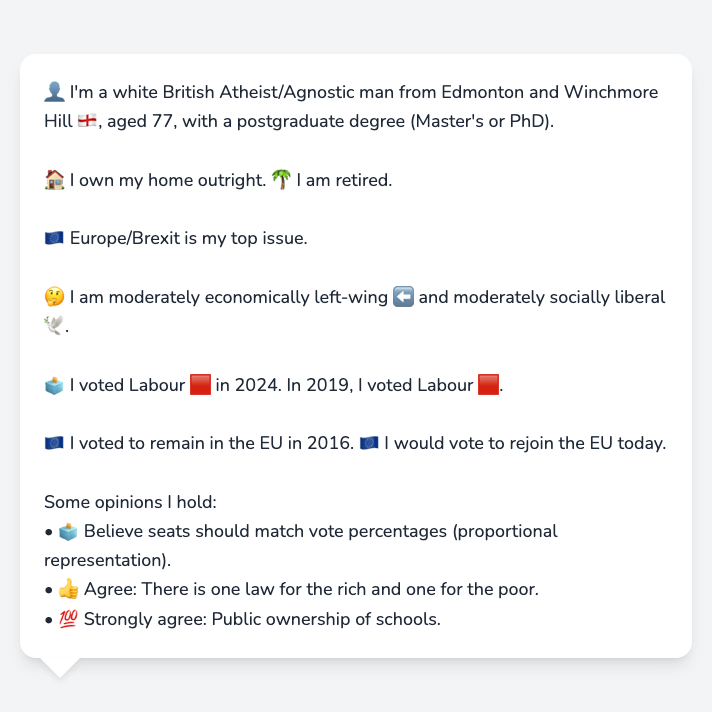 👤 I'm a white British Atheist/Agnostic man from Edmonton and Winchmore
Hill 🏴󠁧󠁢󠁥󠁮󠁧󠁿, aged 77, with a postgraduate degree (Master's or PhD).
🏠 I own my home outright. 🌴 I am retired.
🇪🇺 Europe/Brexit is my top issue.
🤔 I am moderately economically left-wing ⬅️ and moderately socially liberal
🕊️.
🗳️ I voted Labour 🟥 in 2024. In 2019, I voted Labour 🟥.
🇪🇺 I voted to remain in the EU in 2016. 🇪🇺 I would vote to rejoin the EU today.
Some opinions I hold:
• 🗳️ Believe seats should match vote percentages (proportional
representation).
• 👍 Agree: There is one law for the rich and one for the poor.
• 💯 Strongly agree: Public ownership of schools.